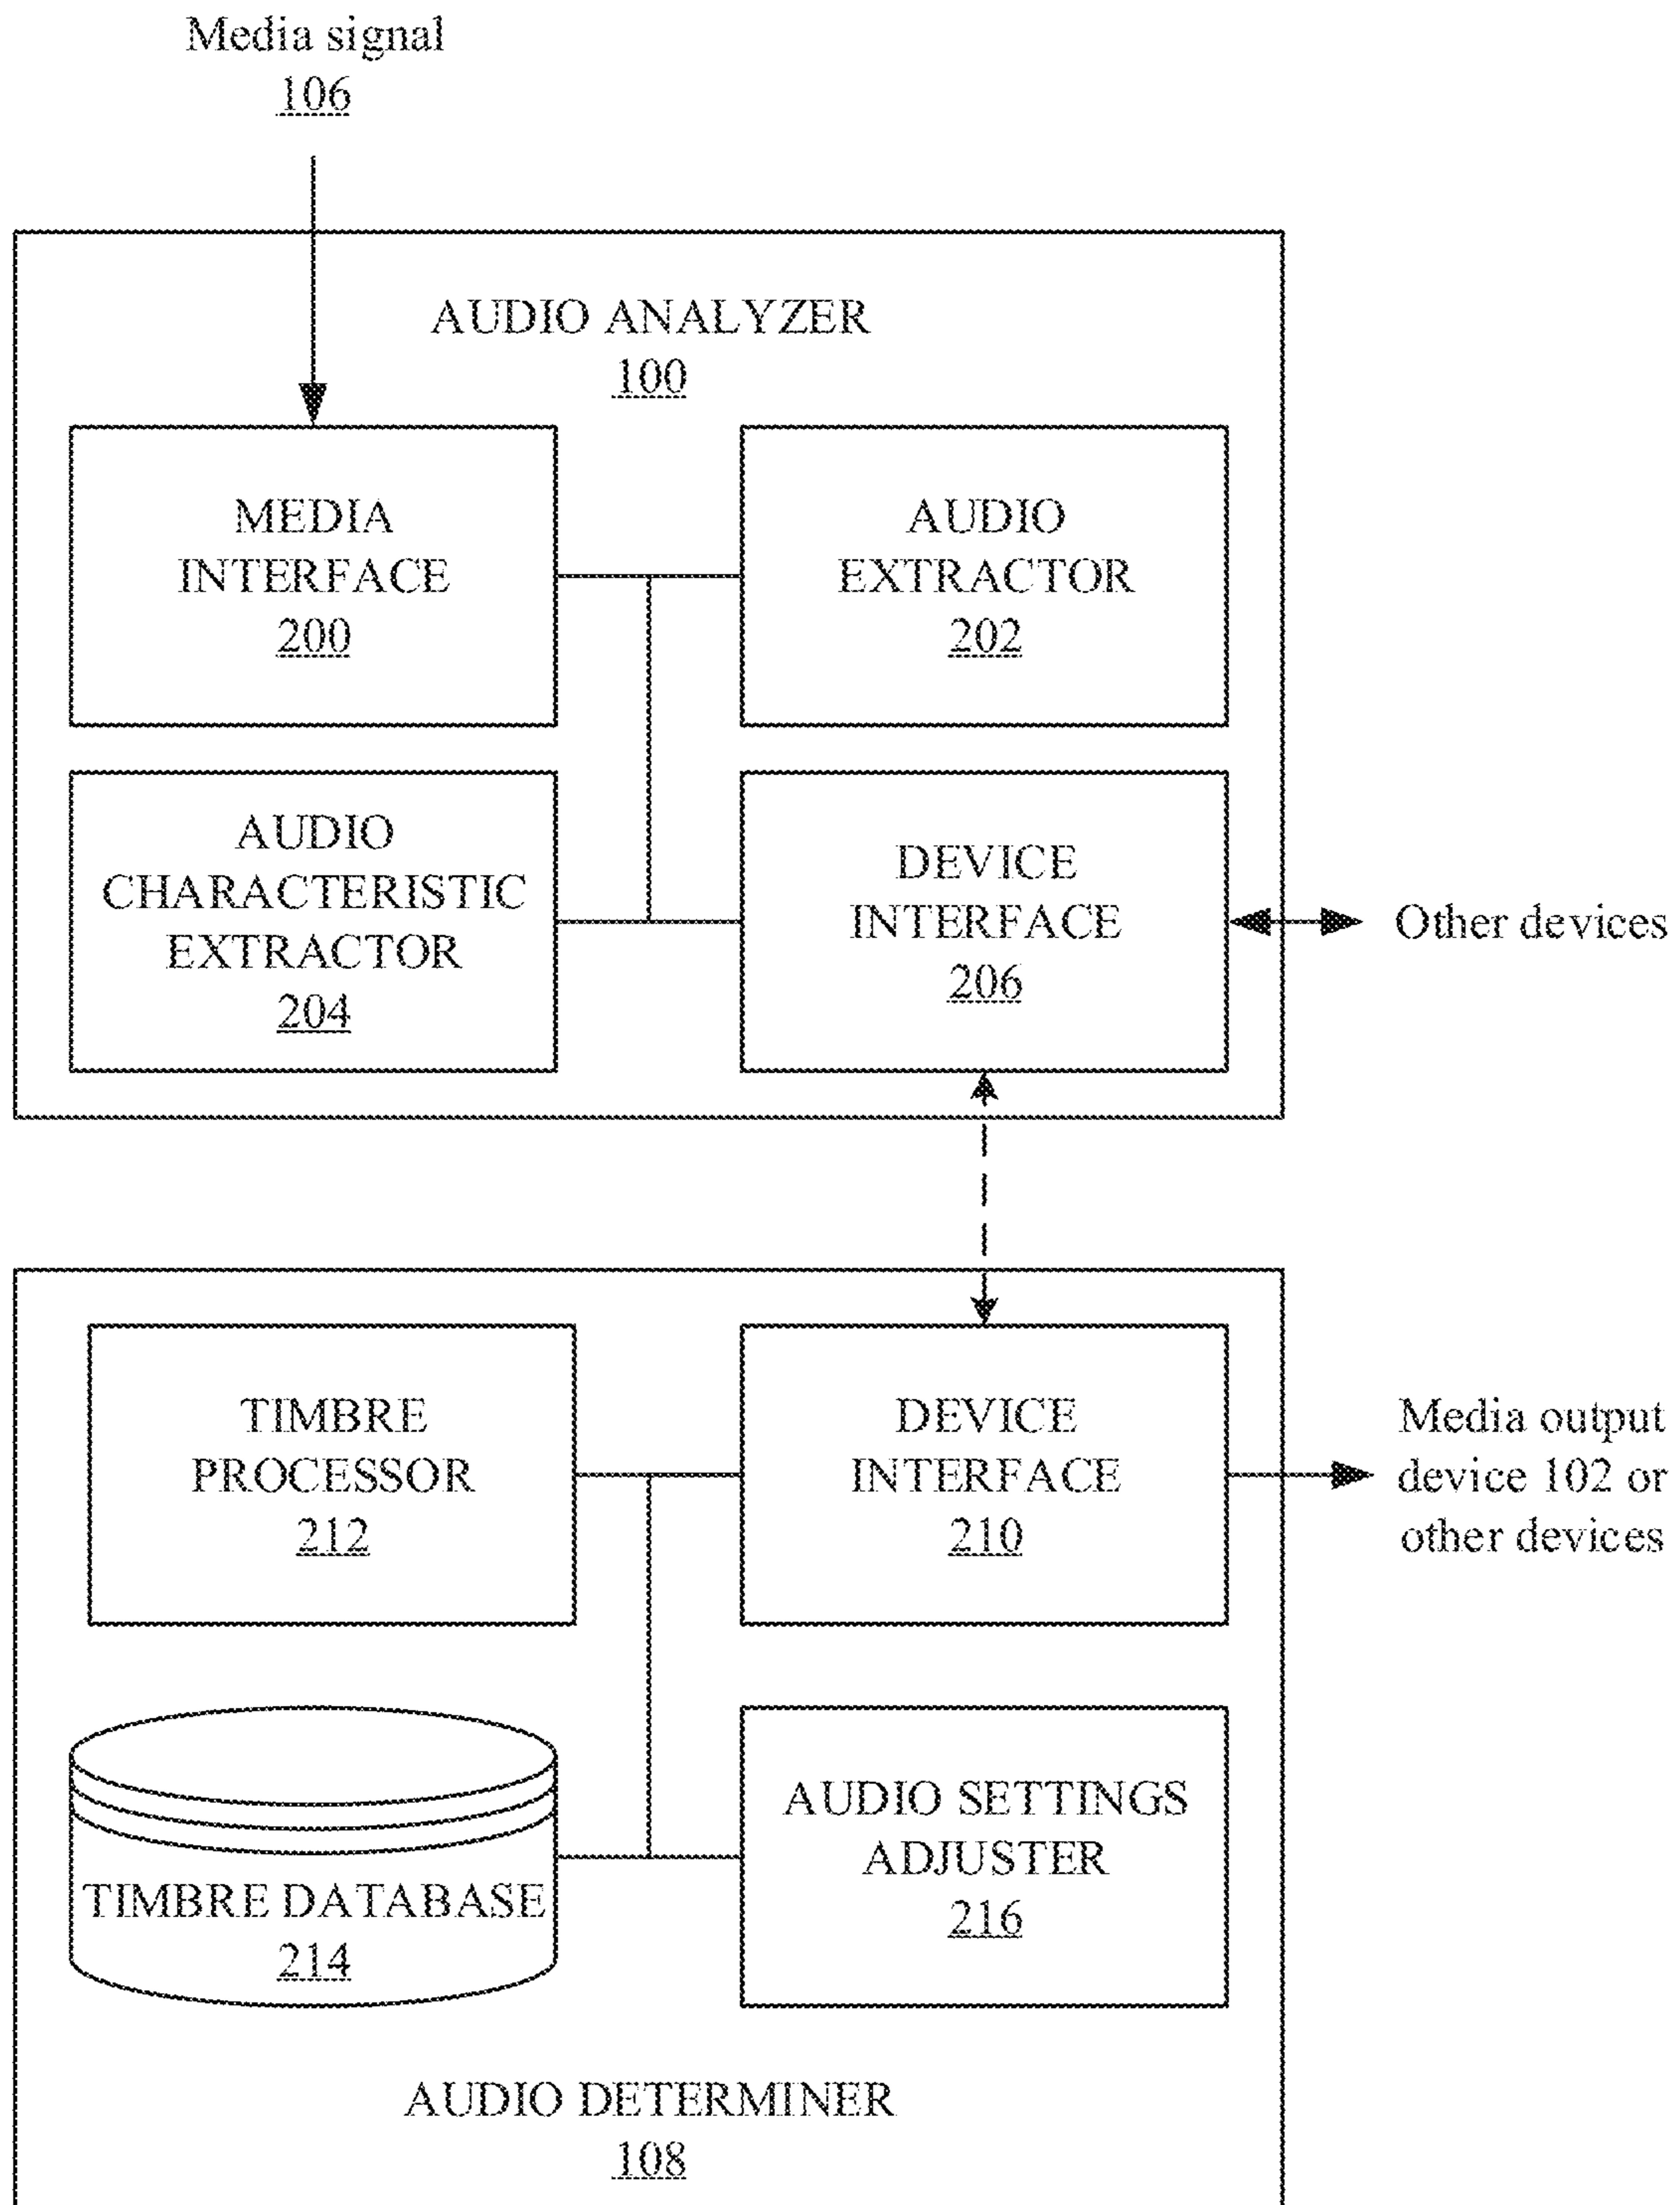 Media signal
106
AUDIO ANALYZER
100
MEDIA
INTERFACE
200
AUDIO
EXTRACTOR
202
AUDIO
CHARACTERISTIC
EXTRACTOR
204
DEVICE
INTERFACE
206
Other devices
TIMBRE
PROCESSOR
212
DEVICE
INTERFACE
210
Media output
device 102 or
other devices
TIMBRE DATABASE
214
AUDIO SETTINGS
ADJUSTER
216
AUDIO DETERMINER
108